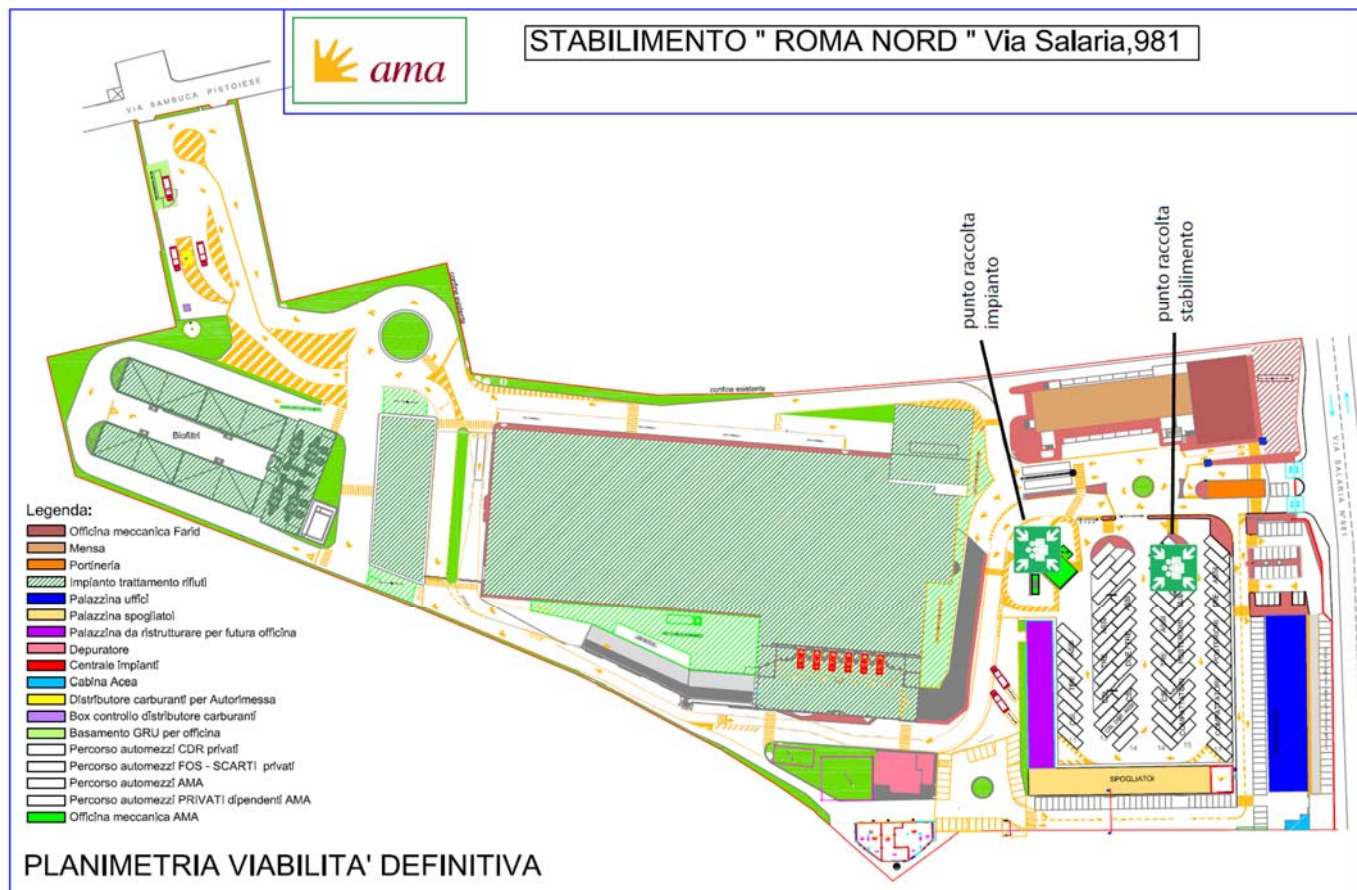 STABILIMENTO " ROMA NORD " Via Salaria,981
ama
VIA SAMBUCA PISTOIESE
punto raccolta
impianto
punto raccolta
stabilimento
confine esistente
confine esistente
VIA SALARIA N°981
Biofiltri
SPOGLIATOI
Legenda:
Officina meccanica Farid
Mensa
Portineria
Impianto trattamento rifiuti
Palazzina uffici
Palazzina spogliatoi
Palazzina da ristrutturare per futura officina
Depuratore
Centrale impianti
Cabina Acea
Distributore carburanti per Autorimessa
Box controllo distributore carburanti
Basamento GRU per officina
Percorso automezzi CDR privati
Percorso automezzi FOS - SCARTI privati
Percorso automezzi AMA
Percorso automezzi PRIVATI dipendenti AMA
Officina meccanica AMA
PLANIMETRIA VIABILITA' DEFINITIVA